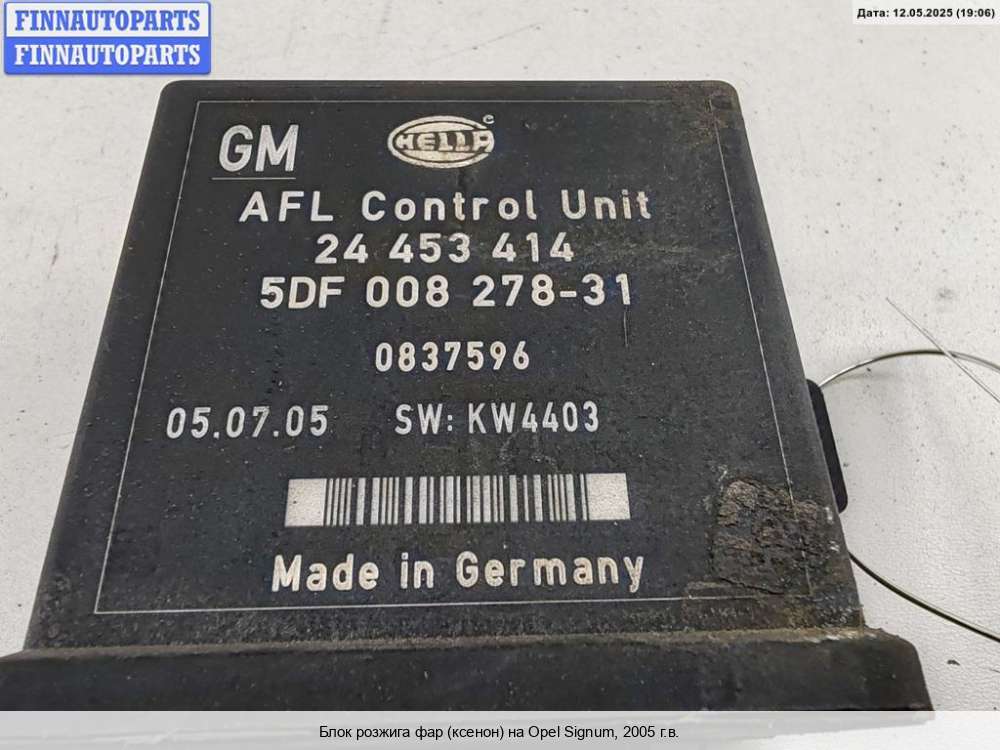 FINNAUTOPARTS
FINNAUTOPARTS
Дата: 12.05.2025 (19:06)
GM
HELLA
AFL Control Unit
24 453 414
5DF 008 278-31
0837596
05.07.05 SW: KW4403
Made in Germany
Блок розжига фар (ксенон) на Opel Signum, 2005 г.в.